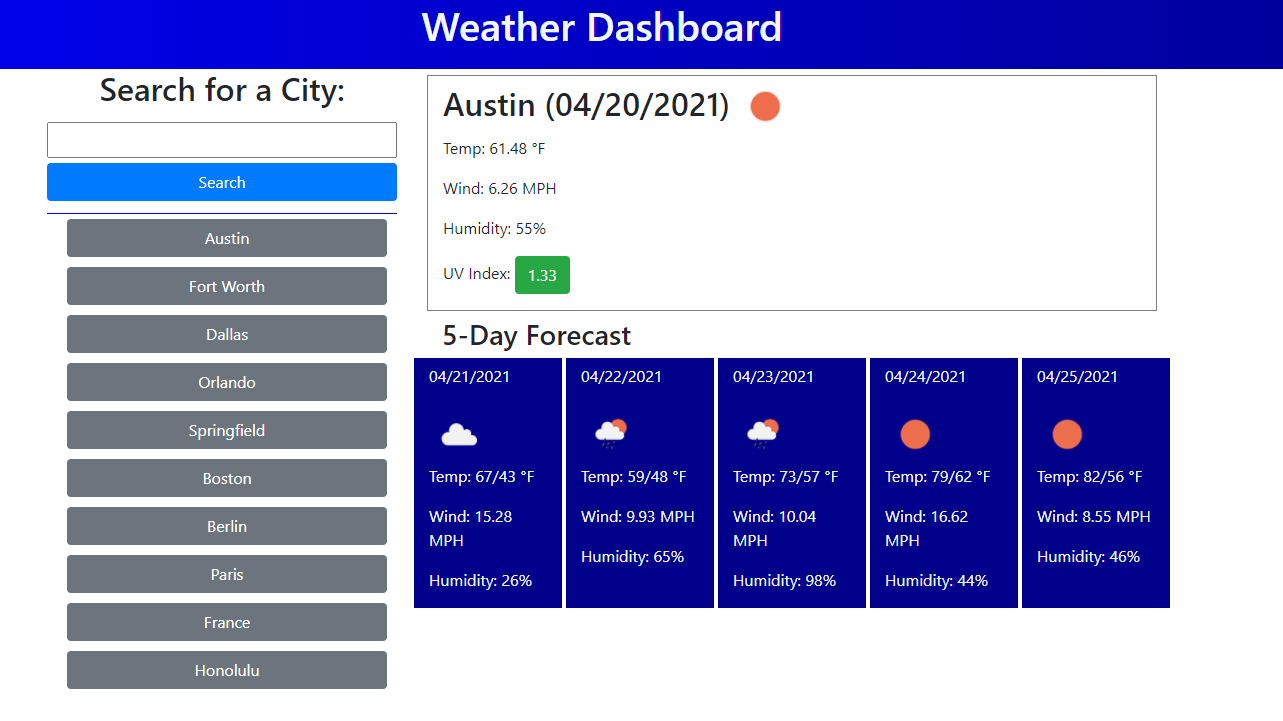 Weather Dashboard
Search for a City:
Search
Austin
Fort Worth
Dallas
Orlando
Springfield
Boston
Berlin
Paris
France
Honolulu
Austin (04/20/2021)
Temp: 61.48 °F
Wind: 6.26 MPH
Humidity: 55%
UV Index: 1.33
5-Day Forecast
04/21/2021
Temp: 67/43 °F
Wind: 15.28
MPH
Humidity: 26%
04/22/2021
Temp: 59/48 °F
Wind: 9.93 MPH
Humidity: 65%
04/23/2021
Temp: 73/57 °F
Wind: 10.04
MPH
Humidity: 98%
04/24/2021
Temp: 79/62 °F
Wind: 16.62
MPH
Humidity: 44%
04/25/2021
Temp: 82/56 °F
Wind: 8.55 MPH
Humidity: 46%